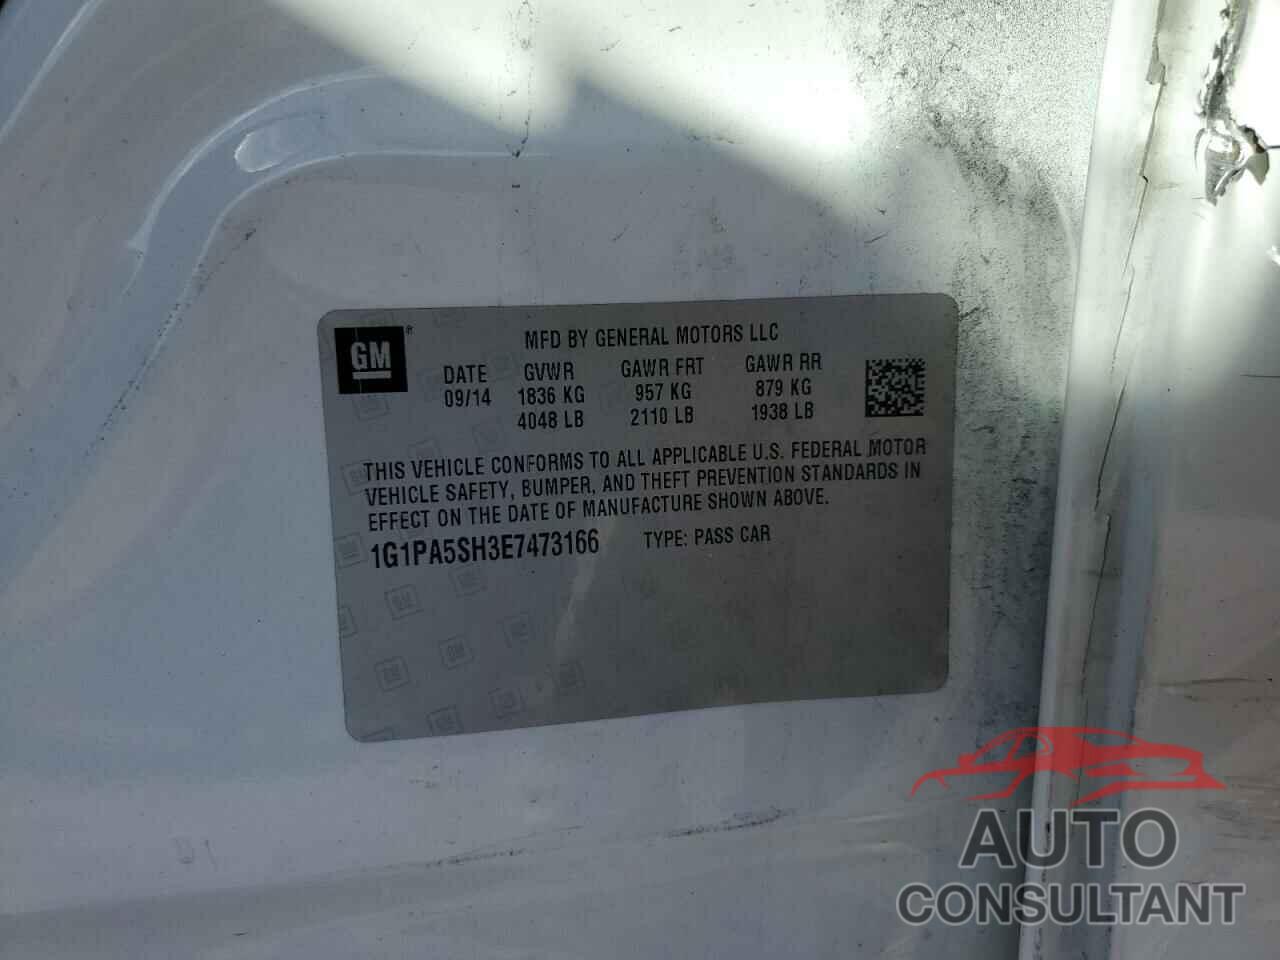 GM®
MFD BY GENERAL MOTORS LLC
DATE GVWR GAWR FRT GAWR RR
09/14 1836 KG 957 KG 879 KG
4048 LB 2110 LB 1938 LB
THIS VEHICLE CONFORMS TO ALL APPLICABLE U.S. FEDERAL MOTOR
VEHICLE SAFETY, BUMPER, AND THEFT PREVENTION STANDARDS IN
EFFECT ON THE DATE OF MANUFACTURE SHOWN ABOVE.
1G1PA5SH3E7473166 TYPE: PASS CAR
AUTO
CONSULTANT